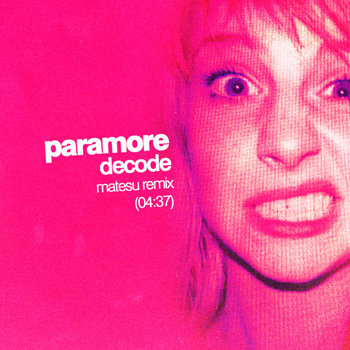 paramore
decode
matesu remix
(04:37)